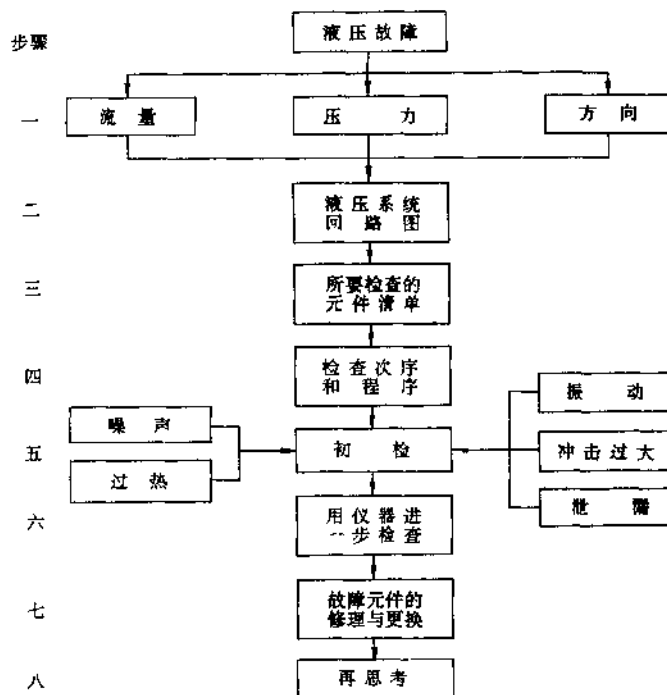 步骤
液压故障
一
流量
压力
方向
二
液压系统
回路图
三
所要检查的
元件清单
四
检查次序
和程序
振动
噪声
五
初检
冲击过大
过热
泄漏
六
用仪器进
一步检查
七
故障元件的
修理与更换
八
再思考